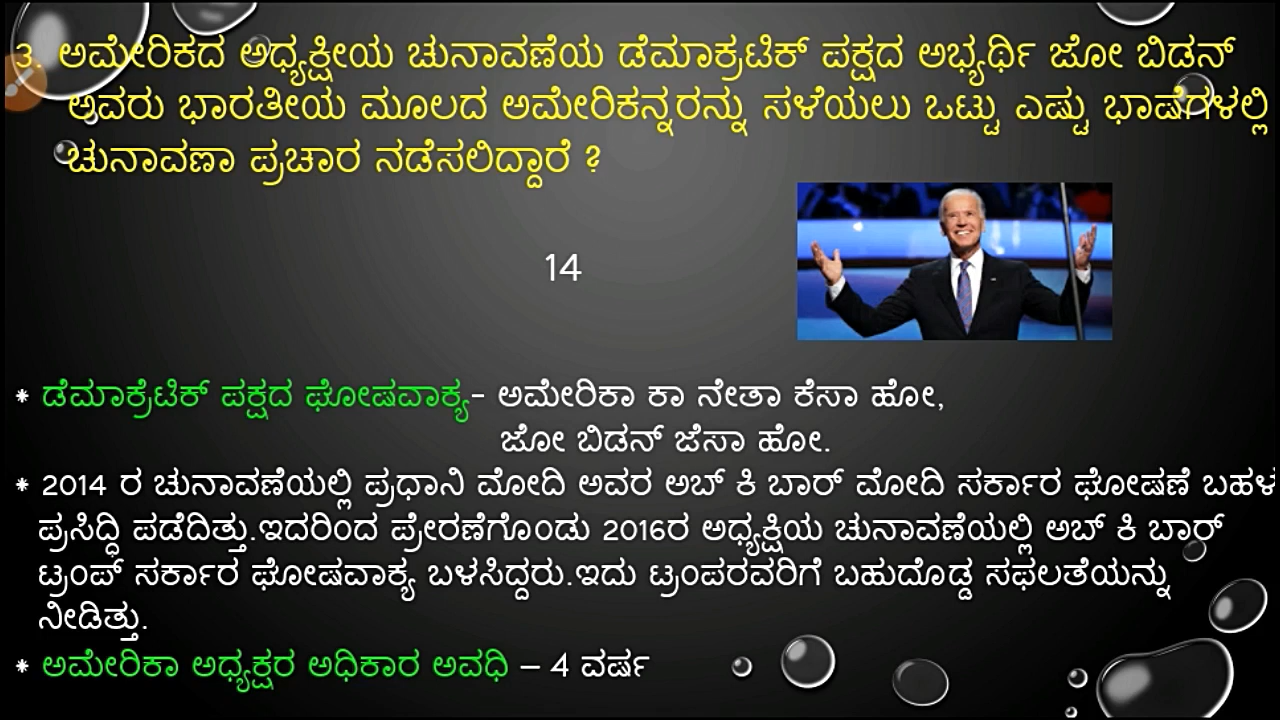 3. ಅಮೇರಿಕದ ಅಧ್ಯಕ್ಷೀಯ ಚುನಾವಣೆಯ ಡೆಮಾಕ್ರಟಿಕ್ ಪಕ್ಷದ ಅಭ್ಯರ್ಥಿ ಜೋ ಬಿಡನ್
ಅವರು ಭಾರತೀಯ ಮೂಲದ ಅಮೇರಿಕನ್ನರನ್ನು ಸಳೆಯಲು ಒಟ್ಟು ಎಷ್ಟು ಭಾಷೆಗಳಲ್ಲಿ
ಚುನಾವಣಾ ಪ್ರಚಾರ ನಡೆಸಲಿದ್ದಾರೆ ?
14
* ಡೆಮಾಕ್ರೆಟಿಕ್ ಪಕ್ಷದ ಘೋಷವಾಕ್ಯ– ಅಮೇರಿಕಾ ಕಾ ನೇತಾ ಕೆಸಾ ಹೋ,
ಜೋ ಬಿಡನ್ ಜೆಸಾ ಹೋ.
* 2014 ರ ಚುನಾವಣೆಯಲ್ಲಿ ಪ್ರಧಾನಿ ಮೋದಿ ಅವರ ಅಬ್ ಕಿ ಬಾರ್ ಮೋದಿ ಸರ್ಕಾರ ಘೋಷಣೆ ಬಹಳ
ಪ್ರಸಿದ್ಧಿ ಪಡೆದಿತ್ತು.ಇದರಿಂದ ಪ್ರೇರಣೆಗೊಂಡು 2016ರ ಅಧ್ಯಕ್ಷಿಯ ಚುನಾವಣೆಯಲ್ಲಿ ಅಬ್ ಕಿ ಬಾರ್
ಟ್ರಂಪ್ ಸರ್ಕಾರ ಘೋಷವಾಕ್ಯ ಬಳಸಿದ್ದರು.ಇದು ಟ್ರಂಪರವರಿಗೆ ಬಹುದೊಡ್ಡ ಸಫಲತೆಯನ್ನು
ನೀಡಿತ್ತು.
* ಅಮೇರಿಕಾ ಅಧ್ಯಕ್ಷರ ಅಧಿಕಾರ ಅವಧಿ – 4 ವರ್ಷ